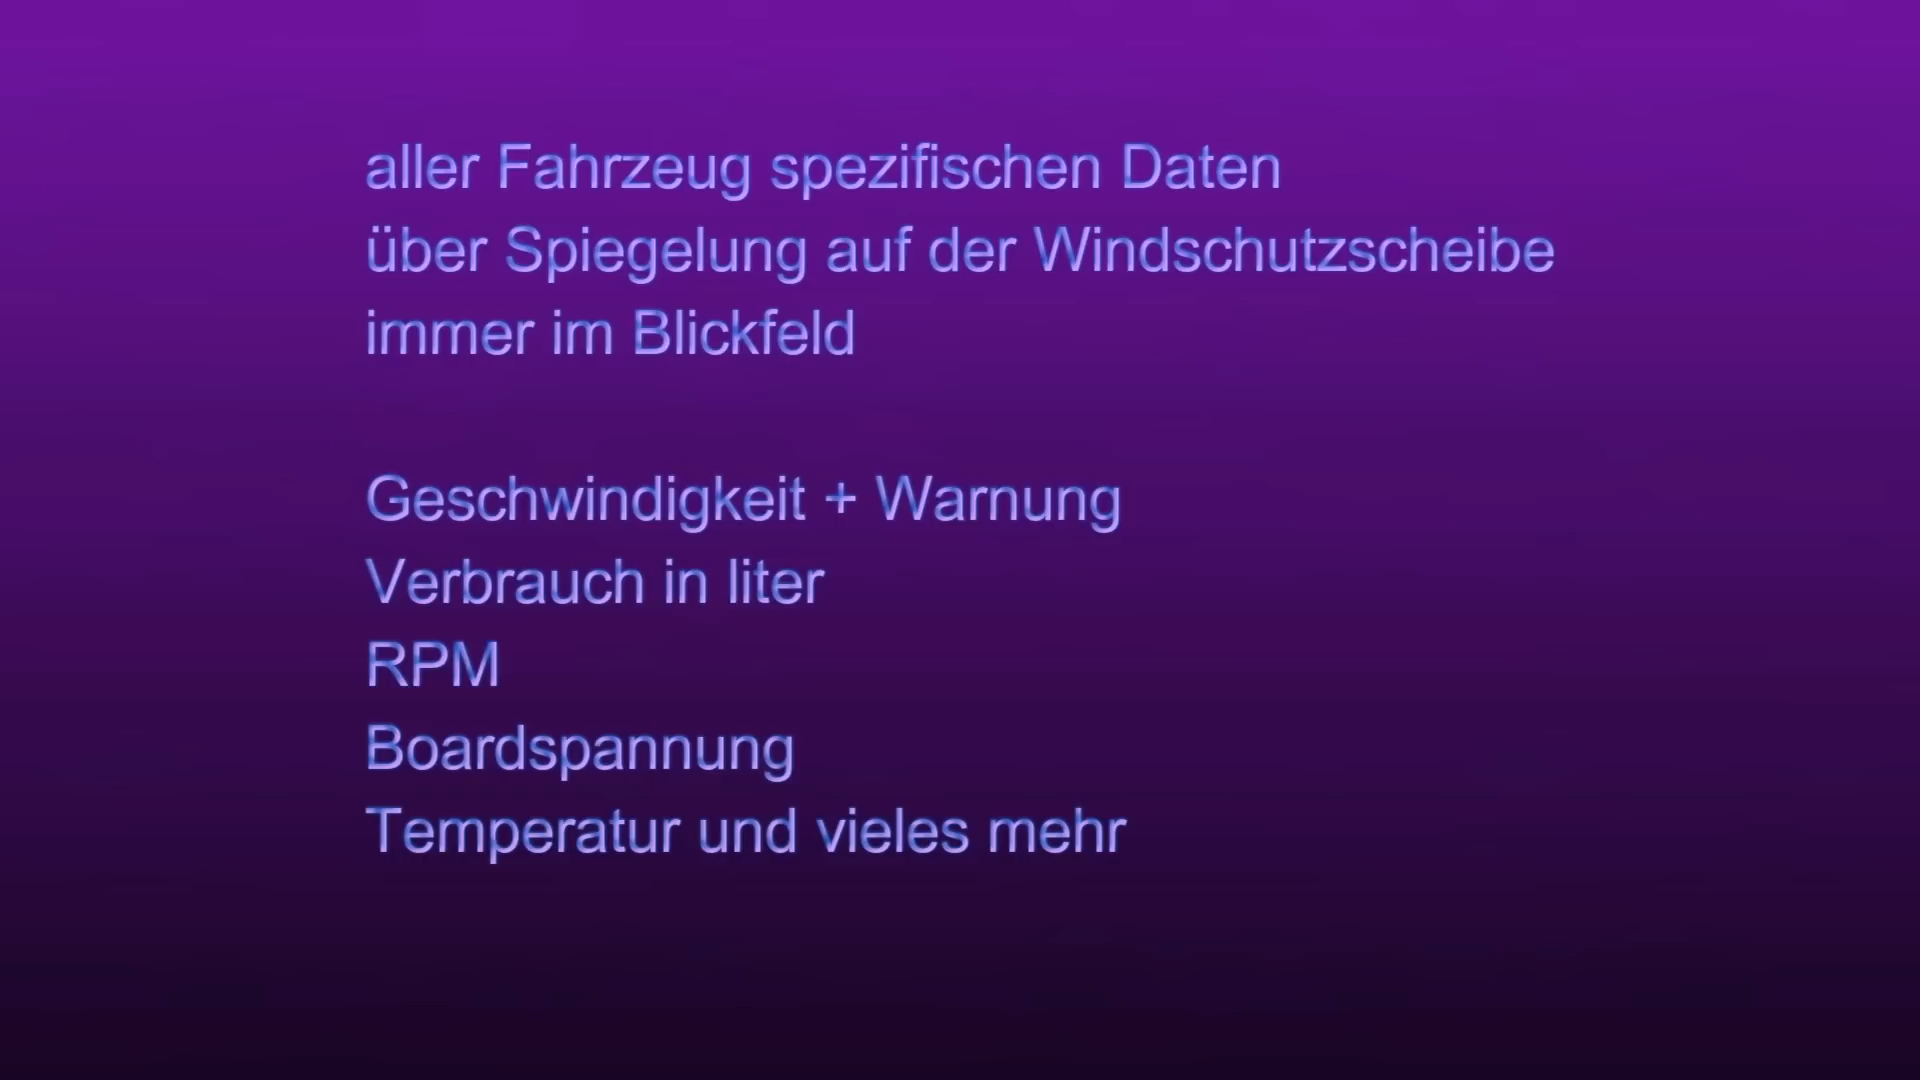 aller Fahrzeug spezifischen Daten
über Spiegelung auf der Windschutzscheibe
immer im Blickfeld
Geschwindigkeit + Warnung
Verbrauch in liter
RPM
Boardspannung
Temperatur und vieles mehr